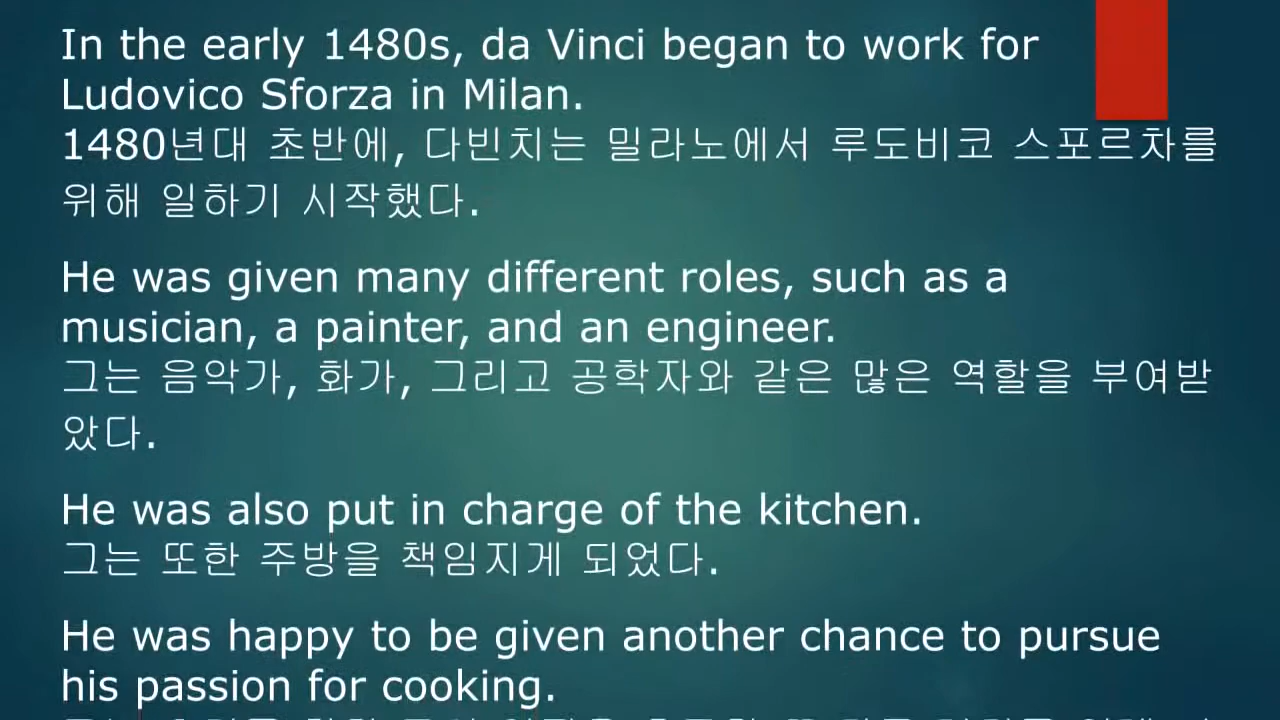 In the early 1480s, da Vinci began to work for
Ludovico Sforza in Milan.
1480년대 초반에, 다빈치는 밀라노에서 루도비코 스포르차를
위해 일하기 시작했다.
He was given many different roles, such as a
musician, a painter, and an engineer.
그는 음악가, 화가, 그리고 공학자와 같은 많은 역할을 부여받
았다.
He was also put in charge of the kitchen.
그는 또한 주방을 책임지게 되었다.
He was happy to be given another chance to pursue
his passion for cooking.